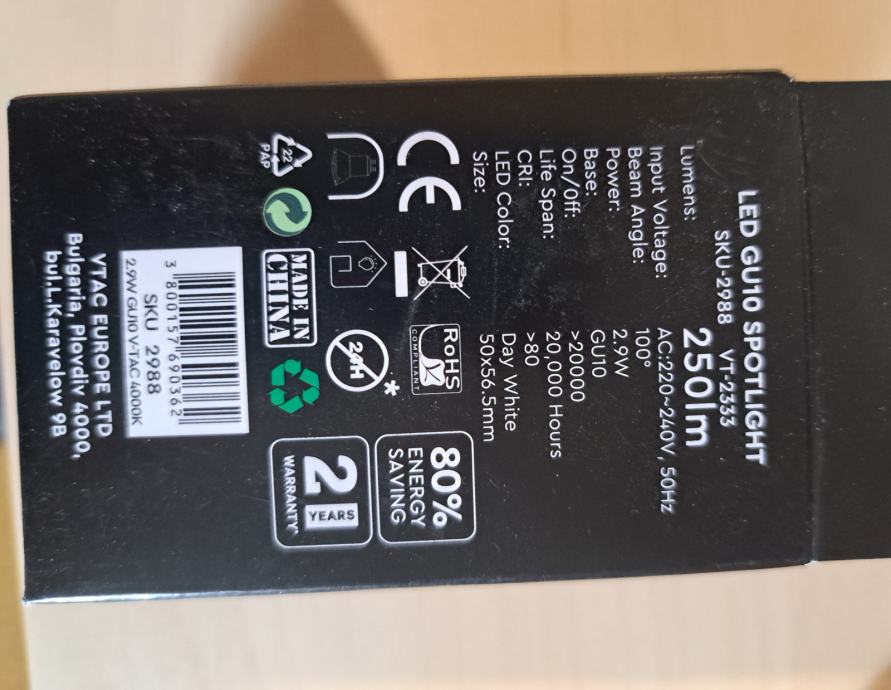 LED GU10 SPOTLIGHT
SKU-2988 VT-2333
Lumens: 250lm
Input Voltage: AC:220~240V, 50Hz
Beam Angle: 100°
Power: 2.9W
Base: GU10
On/Off: >20000
Life Span: 20,000 Hours
CRI: >80
LED Color: Day White
Size: 50x56.5mm
CE
RoHS
COMPLIANT
80%
ENERGY
SAVING
24H
*
22
PAP
MADE IN
CHINA
2 YEARS
WARRANTY*
3 800157 690362
SKU 2988
2.9W GU10 V-TAC 4000K
VTAC EUROPE LTD
Bulgaria, Plovdiv 4000,
bul.L.Karavelow 9B